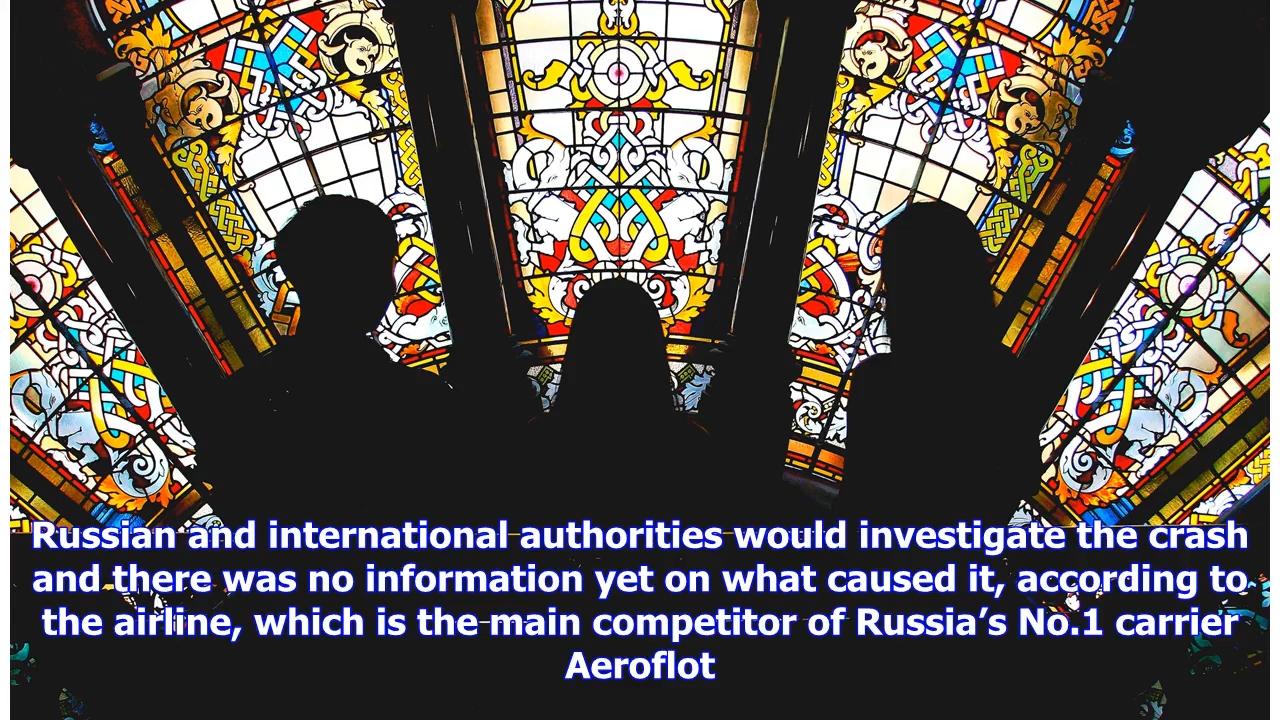 Russian and international authorities would investigate the crash
and there was no information yet on what caused it, according to
the airline, which is the main competitor of Russia’s No.1 carrier
Aeroflot